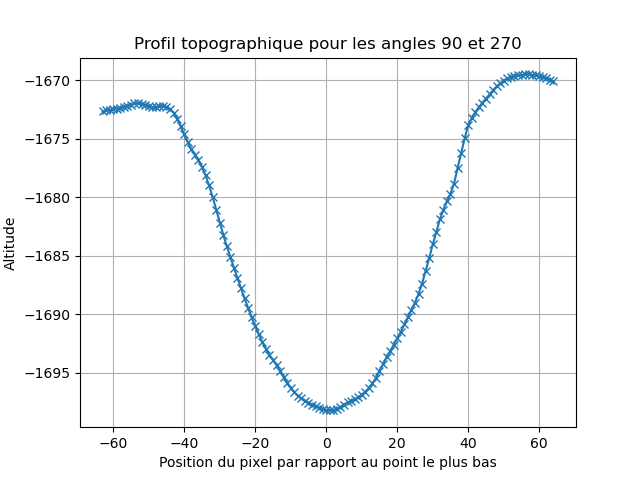 Profil topographique pour les angles 90 et 270
Altitude
−1670
−1675
−1680
−1685
−1690
−1695
−60 −40 −20 0 20 40 60
Position du pixel par rapport au point le plus bas